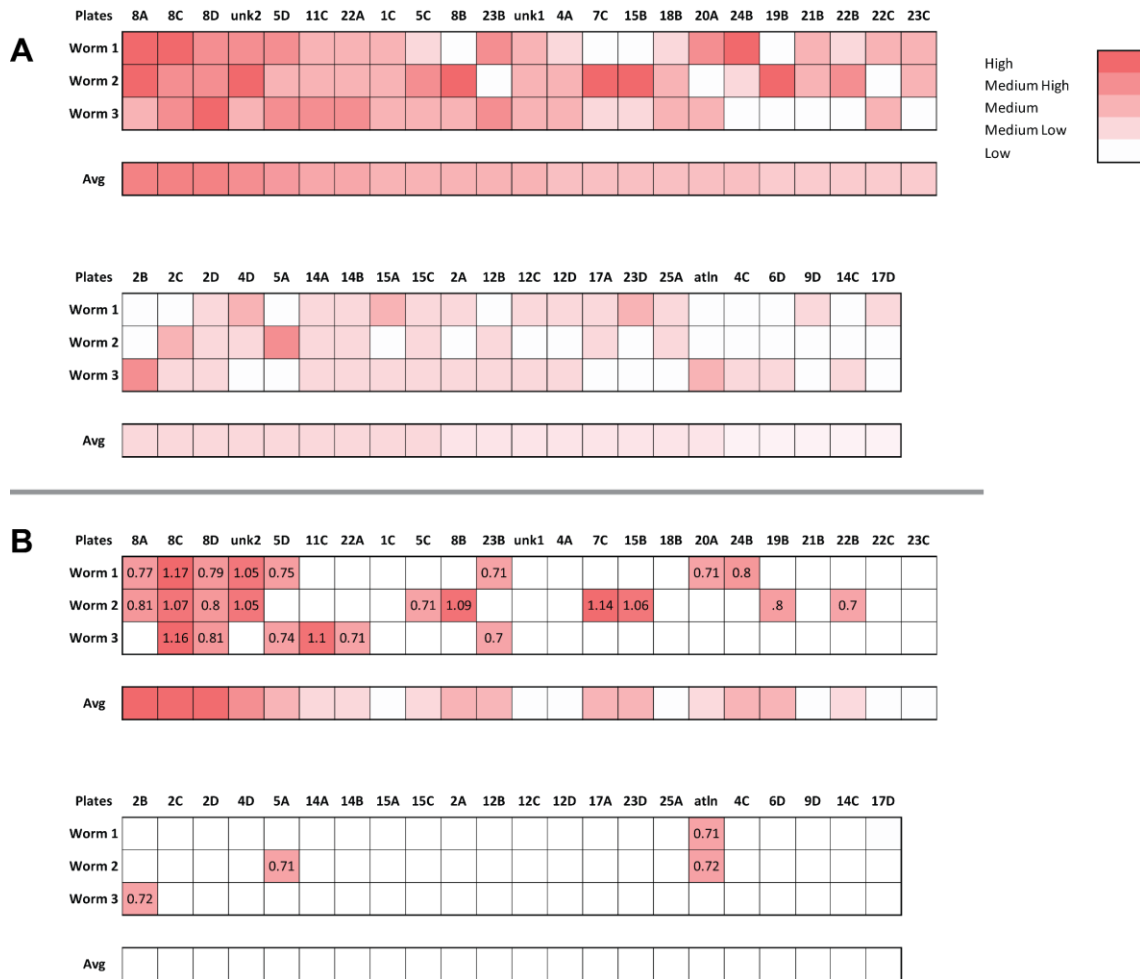 Plates 8A 8C 8D unk2 5D 11C 22A 1C 5C 8B 23B unk1 4A 7C 15B 18B 20A 24B 19B 21B 22B 22C 23C
A
Worm 1
Worm 2
Worm 3
Avg
High
Medium High
Medium
Medium Low
Low
Plates 2B 2C 2D 4D 5A 14A 14B 15A 15C 2A 12B 12C 12D 17A 23D 25A atln 4C 6D 9D 14C 17D
Worm 1
Worm 2
Worm 3
Avg
B
Plates 8A 8C 8D unk2 5D 11C 22A 1C 5C 8B 23B unk1 4A 7C 15B 18B 20A 24B 19B 21B 22B 22C 23C
Worm 1 0.77 1.17 0.79 1.05 0.75 0.71 0.71 0.8
Worm 2 0.81 1.07 0.8 1.05 0.71 1.09 1.14 1.06 .8 0.7
Worm 3 1.16 0.81 0.74 1.1 0.71 0.7
Avg
Plates 2B 2C 2D 4D 5A 14A 14B 15A 15C 2A 12B 12C 12D 17A 23D 25A atln 4C 6D 9D 14C 17D
Worm 1 0.71
Worm 2 0.71 0.72
Worm 3 0.72
Avg